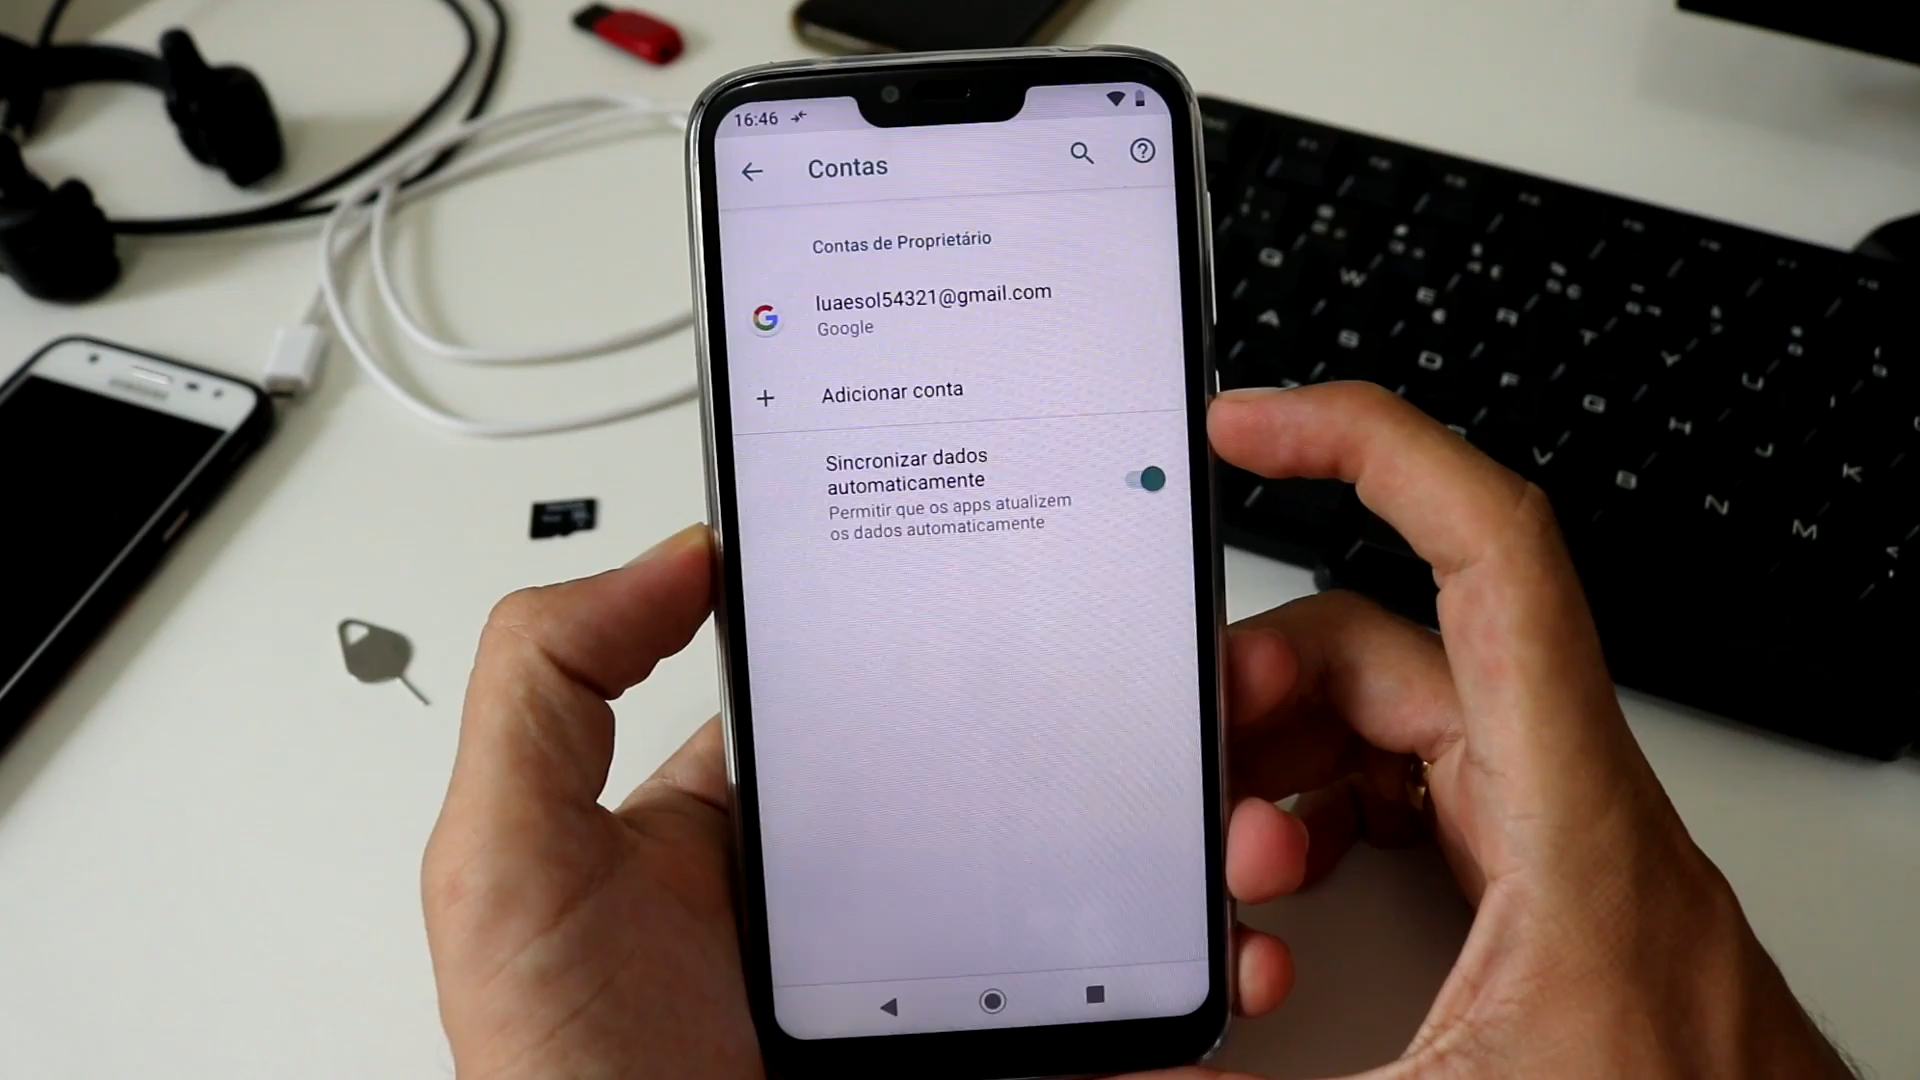 16:46
Contas
Contas de Proprietário
luaesol54321@gmail.com
Google
Adicionar conta
Sincronizar dados
automaticamente
Permitir que os apps atualizem
os dados automaticamente
SAMSUNG
Q W E R T Y U
A S D F G H J K
V B N M